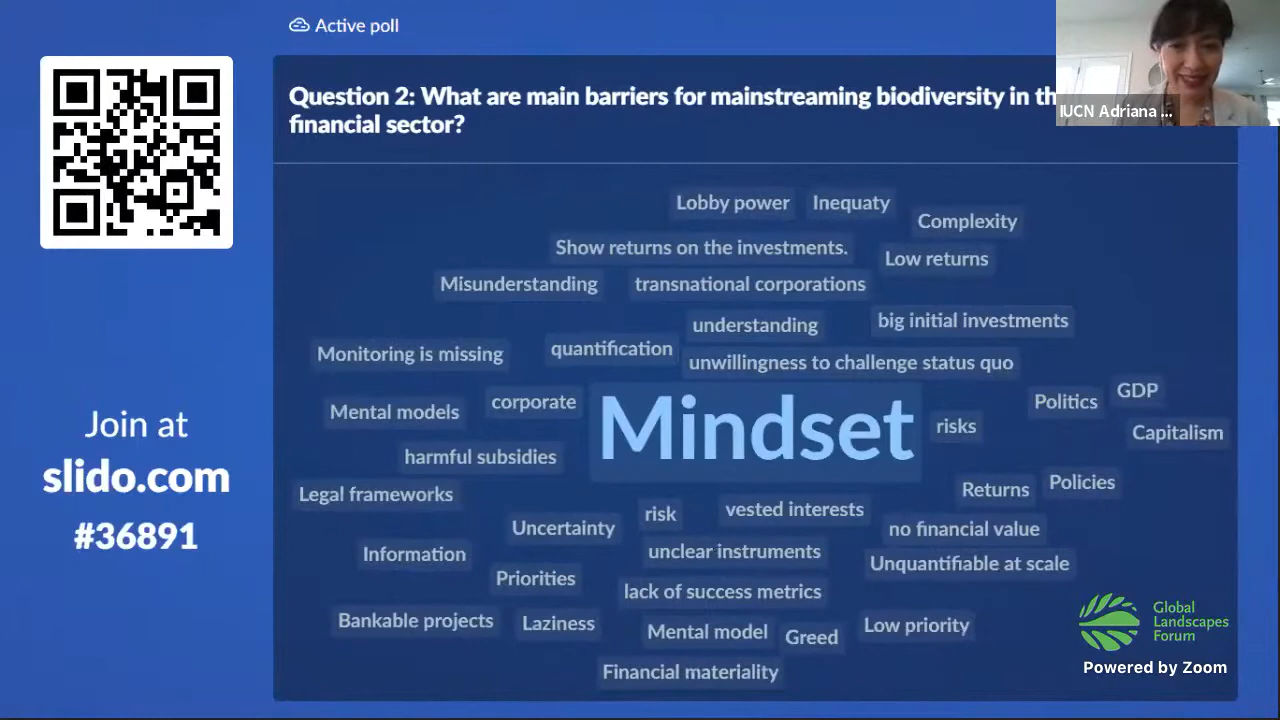 Active poll
Question 2: What are main barriers for mainstreaming biodiversity in th
financial sector?
IUCN Adriana ...
Lobby power
Inequaty
Complexity
Show returns on the investments.
Low returns
Misunderstanding
transnational corporations
understanding
big initial investments
Monitoring is missing
quantification
unwillingness to challenge status quo
Mental models
corporate
Mindset
risks
Politics
GDP
Capitalism
harmful subsidies
Legal frameworks
Returns
Policies
Uncertainty
risk
vested interests
no financial value
Information
unclear instruments
Unquantifiable at scale
Priorities
lack of success metrics
Bankable projects
Laziness
Mental model
Greed
Low priority
Financial materiality
Join at
slido.com
#36891
Global
Landscapes
Forum
Powered by Zoom